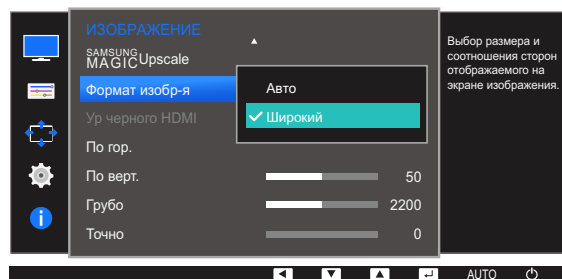 ИЗОБРАЖЕНИЕ
SAMSUNG
MAGIC Upscale
Формат изобр-я
Авто
Широкий
Ур черного HDMI
По гор.
По верт. 50
Грубо 2200
Точно 0
Выбор размера и
соотношения сторон
отображаемого на
экране изображения.
AUTO